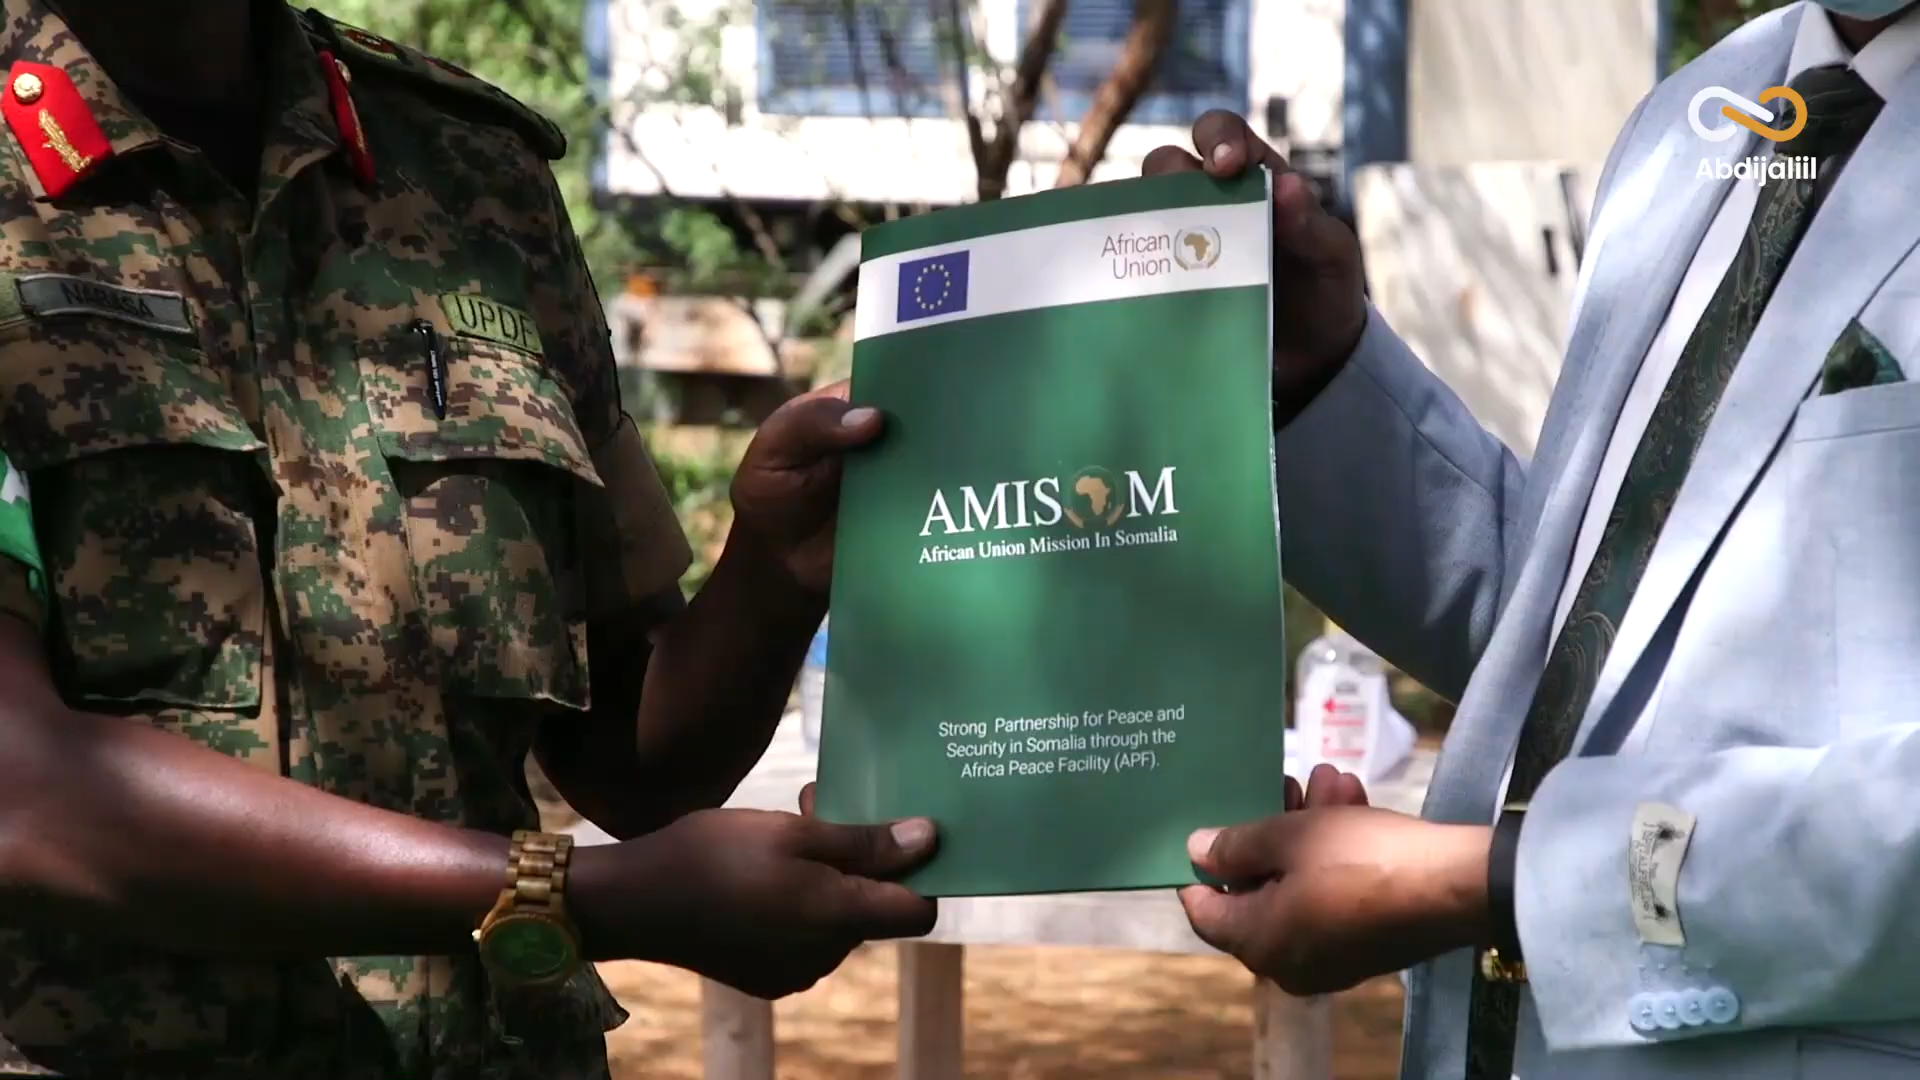 Abdijaliil
African
Union
NABASA
UPDF
AMISOM
African Union Mission In Somalia
Strong Partnership for Peace and
Security in Somalia through the
Africa Peace Facility (APF).